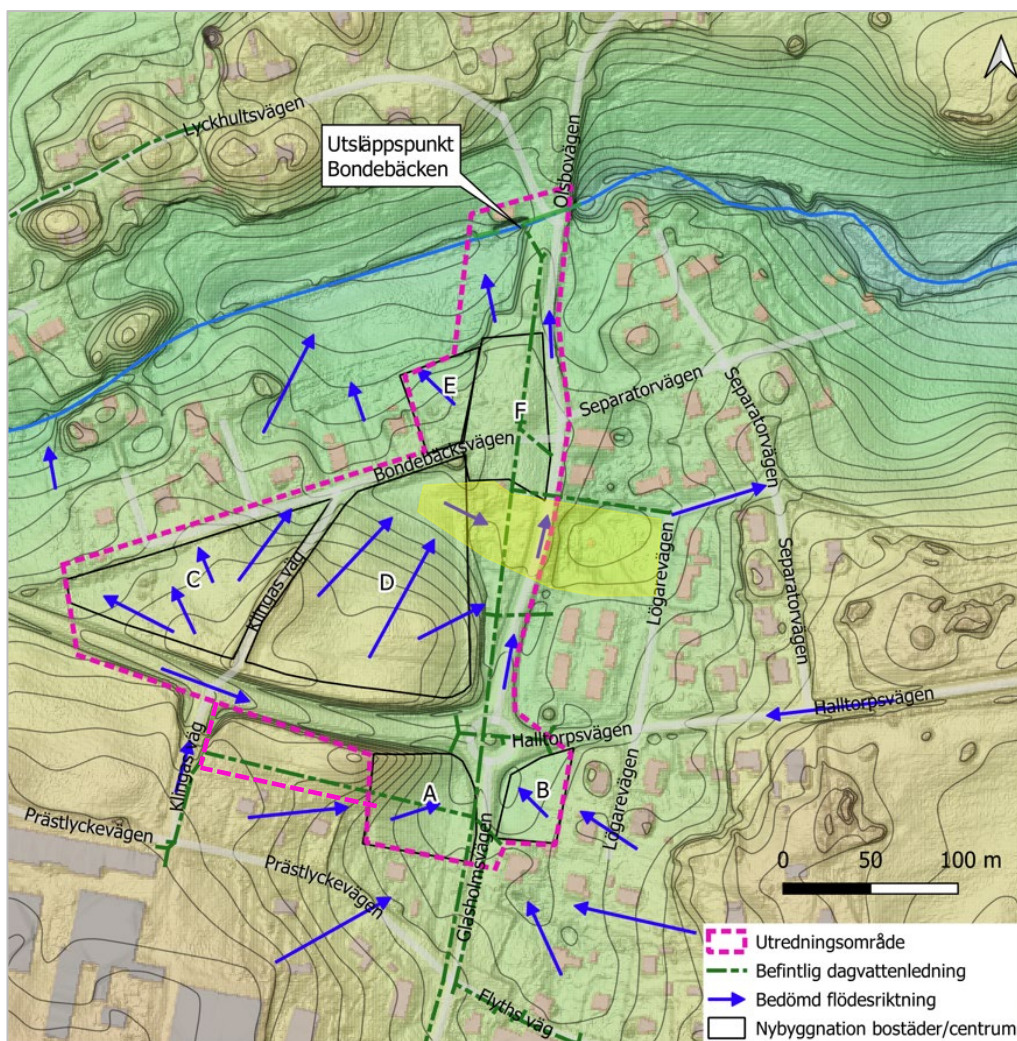 Lyckhultsvägen
Utsläppspunkt
Bondebäcken
Olsbovägen
Separatorvägen
Separatorvägen
E
F
Bondebäcksvägen
C
D
Klingas väg
Lögarevägen
Separatorvägen
Halltorpsvägen
Halltorpsvägen
Klingas väg
A
B
Lögarevägen
Prästlyckevägen
Prästlyckevägen
Glasholmsvägen
Flyths väg
0 50 100 m
Utredningsområde
Befintlig dagvattenledning
Bedömd flödesriktning
Nybyggnation bostäder/centrum